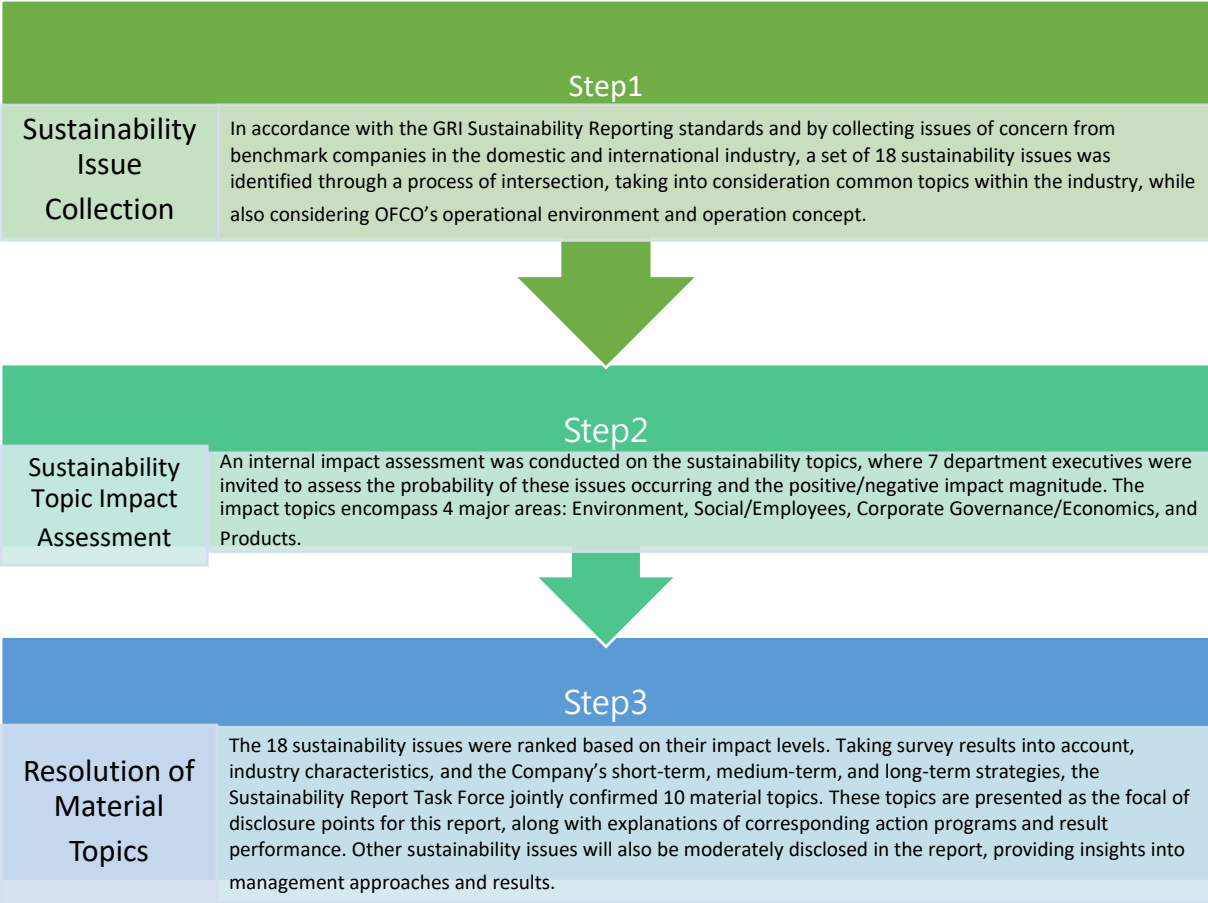 Step1
Sustainability
Issue
Collection
In accordance with the GRI Sustainability Reporting standards and by collecting issues of concern from
benchmark companies in the domestic and international industry, a set of 18 sustainability issues was
identified through a process of intersection, taking into consideration common topics within the industry, while
also considering OFCO’s operational environment and operation concept.
Step2
Sustainability
Topic Impact
Assessment
An internal impact assessment was conducted on the sustainability topics, where 7 department executives were
invited to assess the probability of these issues occurring and the positive/negative impact magnitude. The
impact topics encompass 4 major areas: Environment, Social/Employees, Corporate Governance/Economics, and
Products.
Step3
Resolution of
Material
Topics
The 18 sustainability issues were ranked based on their impact levels. Taking survey results into account,
industry characteristics, and the Company’s short-term, medium-term, and long-term strategies, the
Sustainability Report Task Force jointly confirmed 10 material topics. These topics are presented as the focal of
disclosure points for this report, along with explanations of corresponding action programs and result
performance. Other sustainability issues will also be moderately disclosed in the report, providing insights into
management approaches and results.